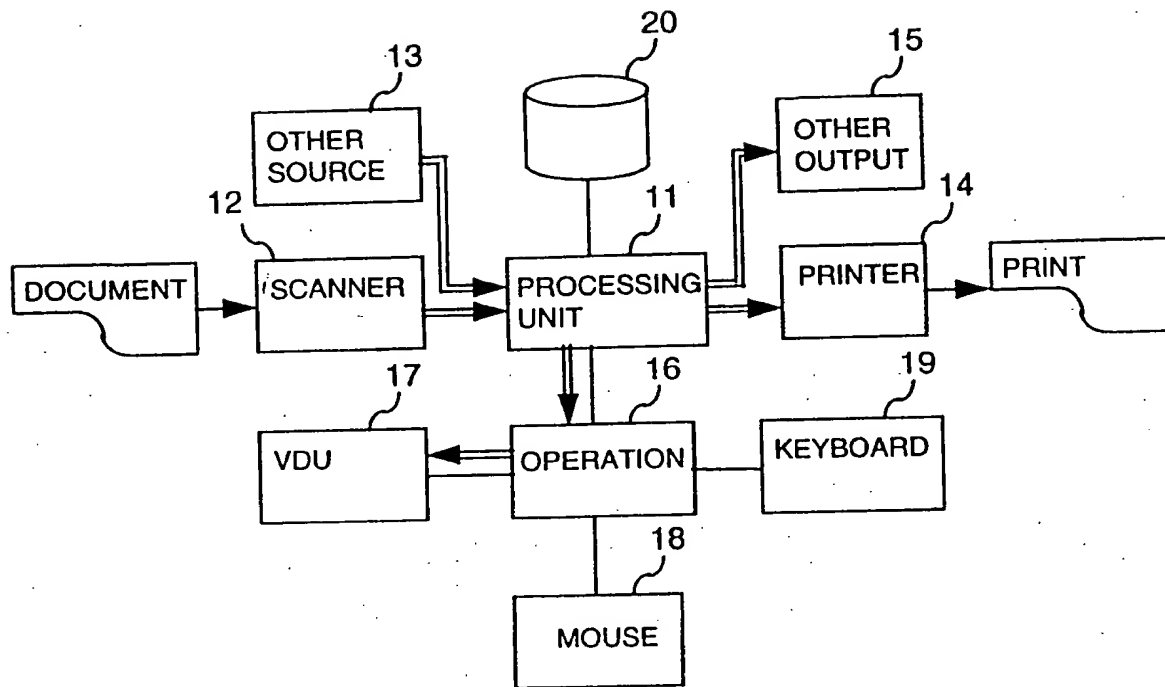 20
13
15
OTHER
SOURCE
OTHER
OUTPUT
12
11
14
DOCUMENT
SCANNER
PROCESSING
UNIT
PRINTER
PRINT
17
16
19
VDU
OPERATION
KEYBOARD
18
MOUSE